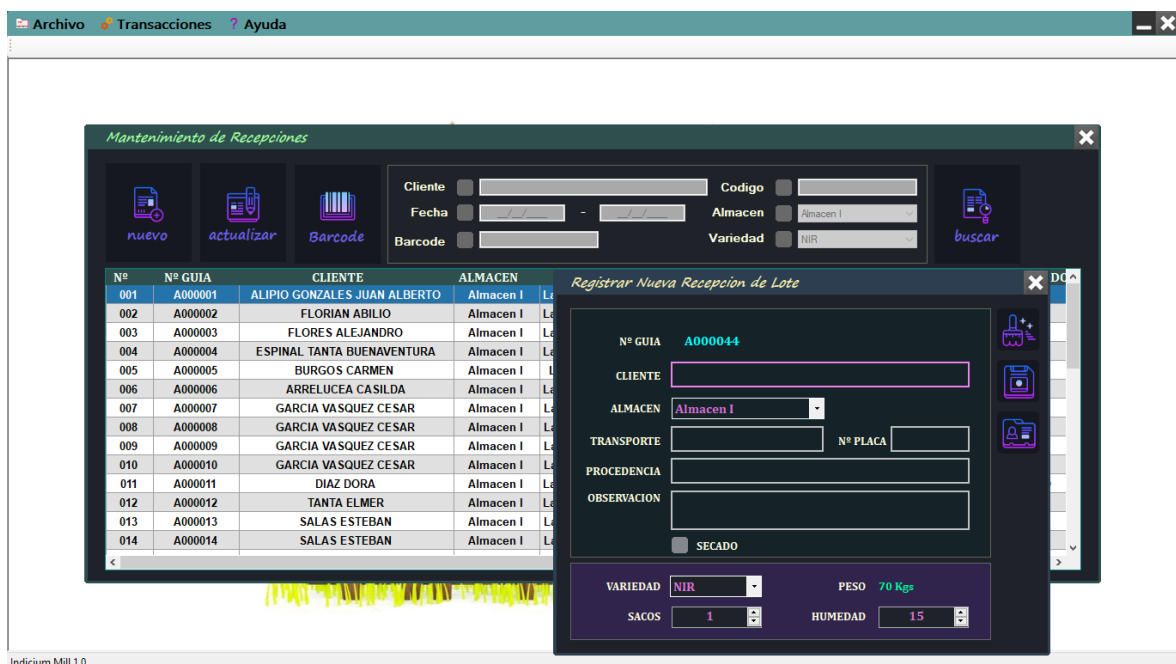 Archivo Transacciones ? Ayuda
Mantenimiento de Recepciones
nuevo actualizar Barcode
Cliente Codigo
Fecha _/_/__ - _/_/__ Almacen Almacen I
Barcode Variedad NIR
buscar
Nº Nº GUIA CLIENTE ALMACEN
001 A000001 ALIPIO GONZALES JUAN ALBERTO Almacen I
002 A000002 FLORIAN ABILIO Almacen I
003 A000003 FLORES ALEJANDRO Almacen I
004 A000004 ESPINAL TANTA BUENAVENTURA Almacen I
005 A000005 BURGOS CARMEN Almacen I
006 A000006 ARRELUCEA CASILDA Almacen I
007 A000007 GARCIA VASQUEZ CESAR Almacen I
008 A000008 GARCIA VASQUEZ CESAR Almacen I
009 A000009 GARCIA VASQUEZ CESAR Almacen I
010 A000010 GARCIA VASQUEZ CESAR Almacen I
011 A000011 DIAZ DORA Almacen I
012 A000012 TANTA ELMER Almacen I
013 A000013 SALAS ESTEBAN Almacen I
014 A000014 SALAS ESTEBAN Almacen I
Registrar Nueva Recepcion de Lote
Nº GUIA A000044
CLIENTE
ALMACEN Almacen I
TRANSPORTE Nº PLACA
PROCEDENCIA
OBSERVACION
SECADO
VARIEDAD NIR PESO 70 Kgs
SACOS 1 HUMEDAD 15
Indicium Mill 1.0